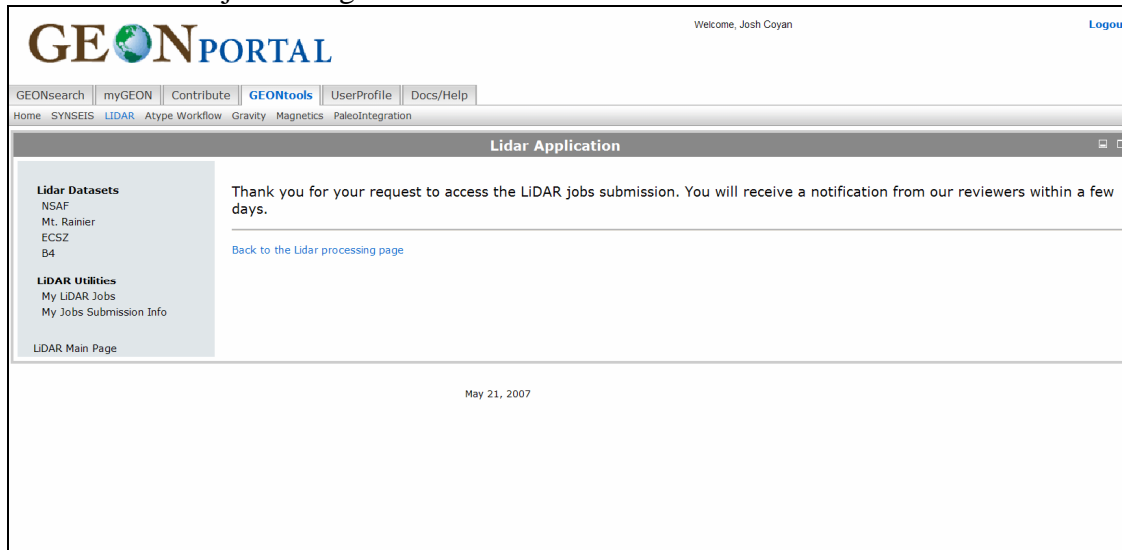 GEON PORTAL
Welcome, Josh Coyan
Logou
GEONsearch myGEON Contribute GEONtools UserProfile Docs/Help
Home SYNSEIS LIDAR Atype Workflow Gravity Magnetics PaleoIntegration
Lidar Application
Lidar Datasets
NSAF
Mt. Rainier
ECSZ
B4
LiDAR Utilities
My LiDAR Jobs
My Jobs Submission Info
LiDAR Main Page
Thank you for your request to access the LiDAR jobs submission. You will receive a notification from our reviewers within a few
days.
Back to the Lidar processing page
May 21, 2007